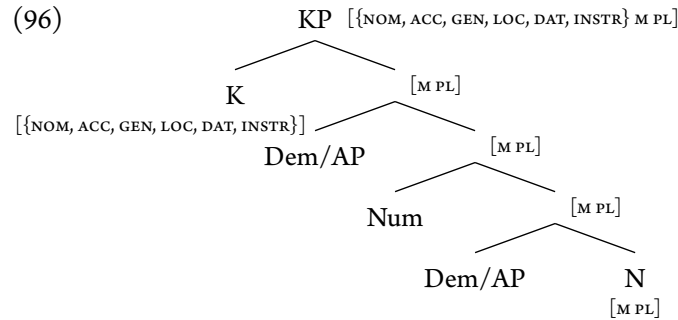 (96) KP [{NOM, ACC, GEN, LOC, DAT, INSTR} M PL]
K [M PL]
[{NOM, ACC, GEN, LOC, DAT, INSTR}]
Dem/AP [M PL]
Num [M PL]
Dem/AP N
[M PL]